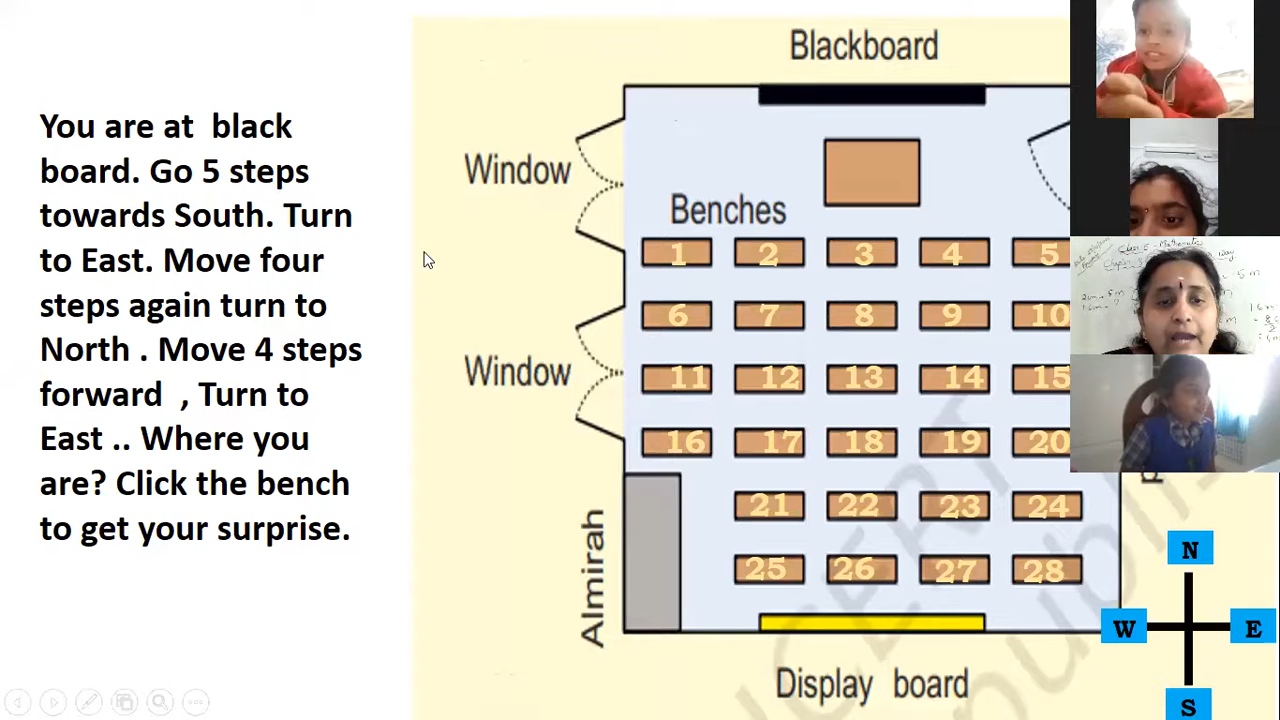 You are at black
board. Go 5 steps
towards South. Turn
to East. Move four
steps again turn to
North . Move 4 steps
forward , Turn to
East .. Where you
are? Click the bench
to get your surprise.
Blackboard
Window
Benches
1 2 3 4 5
6 7 8 9 10
Window
11 12 13 14 15
16 17 18 19 20
21 22 23 24
25 26 27 28
Almirah
Display board
N
W E
S